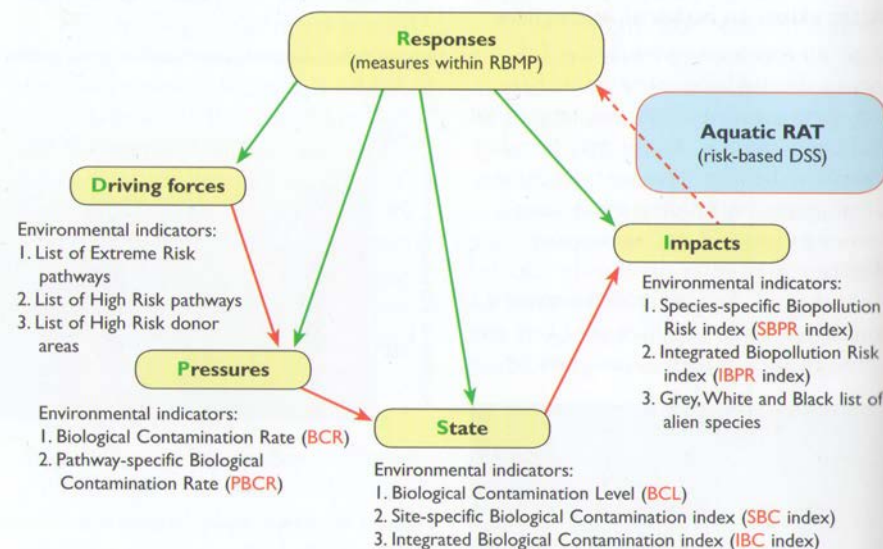 Responses
(measures within RBMP)
Aquatic RAT
(risk-based DSS)
Driving forces
Environmental indicators:
1. List of Extreme Risk
pathways
2. List of High Risk pathways
3. List of High Risk donor
areas
Impacts
Environmental indicators:
1. Species-specific Biopollution
Risk index (SBPR index)
2. Integrated Biopollution Risk
index (IBPR index)
3. Grey, White and Black list of
alien species
Pressures
Environmental indicators:
1. Biological Contamination Rate (BCR)
2. Pathway-specific Biological
Contamination Rate (PBCR)
State
Environmental indicators:
1. Biological Contamination Level (BCL)
2. Site-specific Biological Contamination index (SBC index)
3. Integrated Biological Contamination index (IBC index)